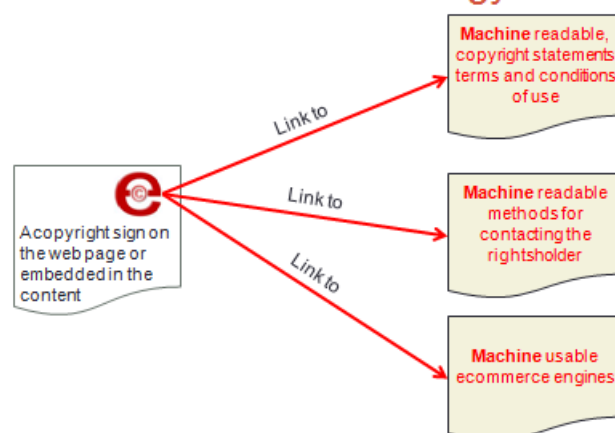 gy
Machine readable,
copyright statements
terms and conditions
of use
Link to
e ©
A copyright sign on
the web page or
embedded in the
content
Link to
Machine readable
methods for
contacting the
rightsholder
Link to
Machine usable
ecommerce engines